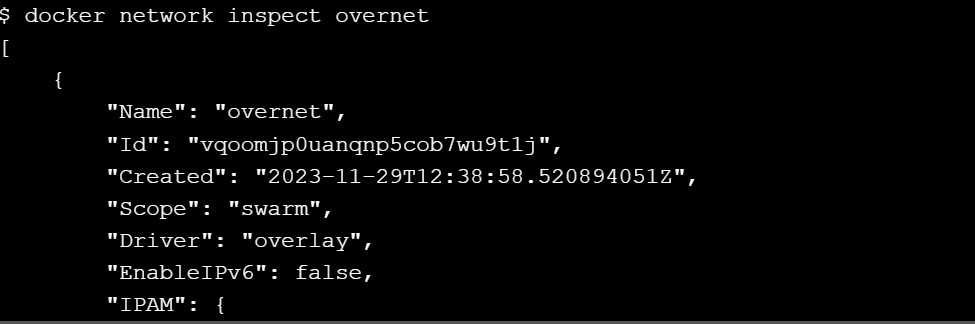 $ docker network inspect overnet
[
    {
        "Name": "overnet",
        "Id": "vqoomjp0uanqnp5cob7wu9t1j",
        "Created": "2023-11-29T12:38:58.520894051Z",
        "Scope": "swarm",
        "Driver": "overlay",
        "EnableIPv6": false,
        "IPAM": {